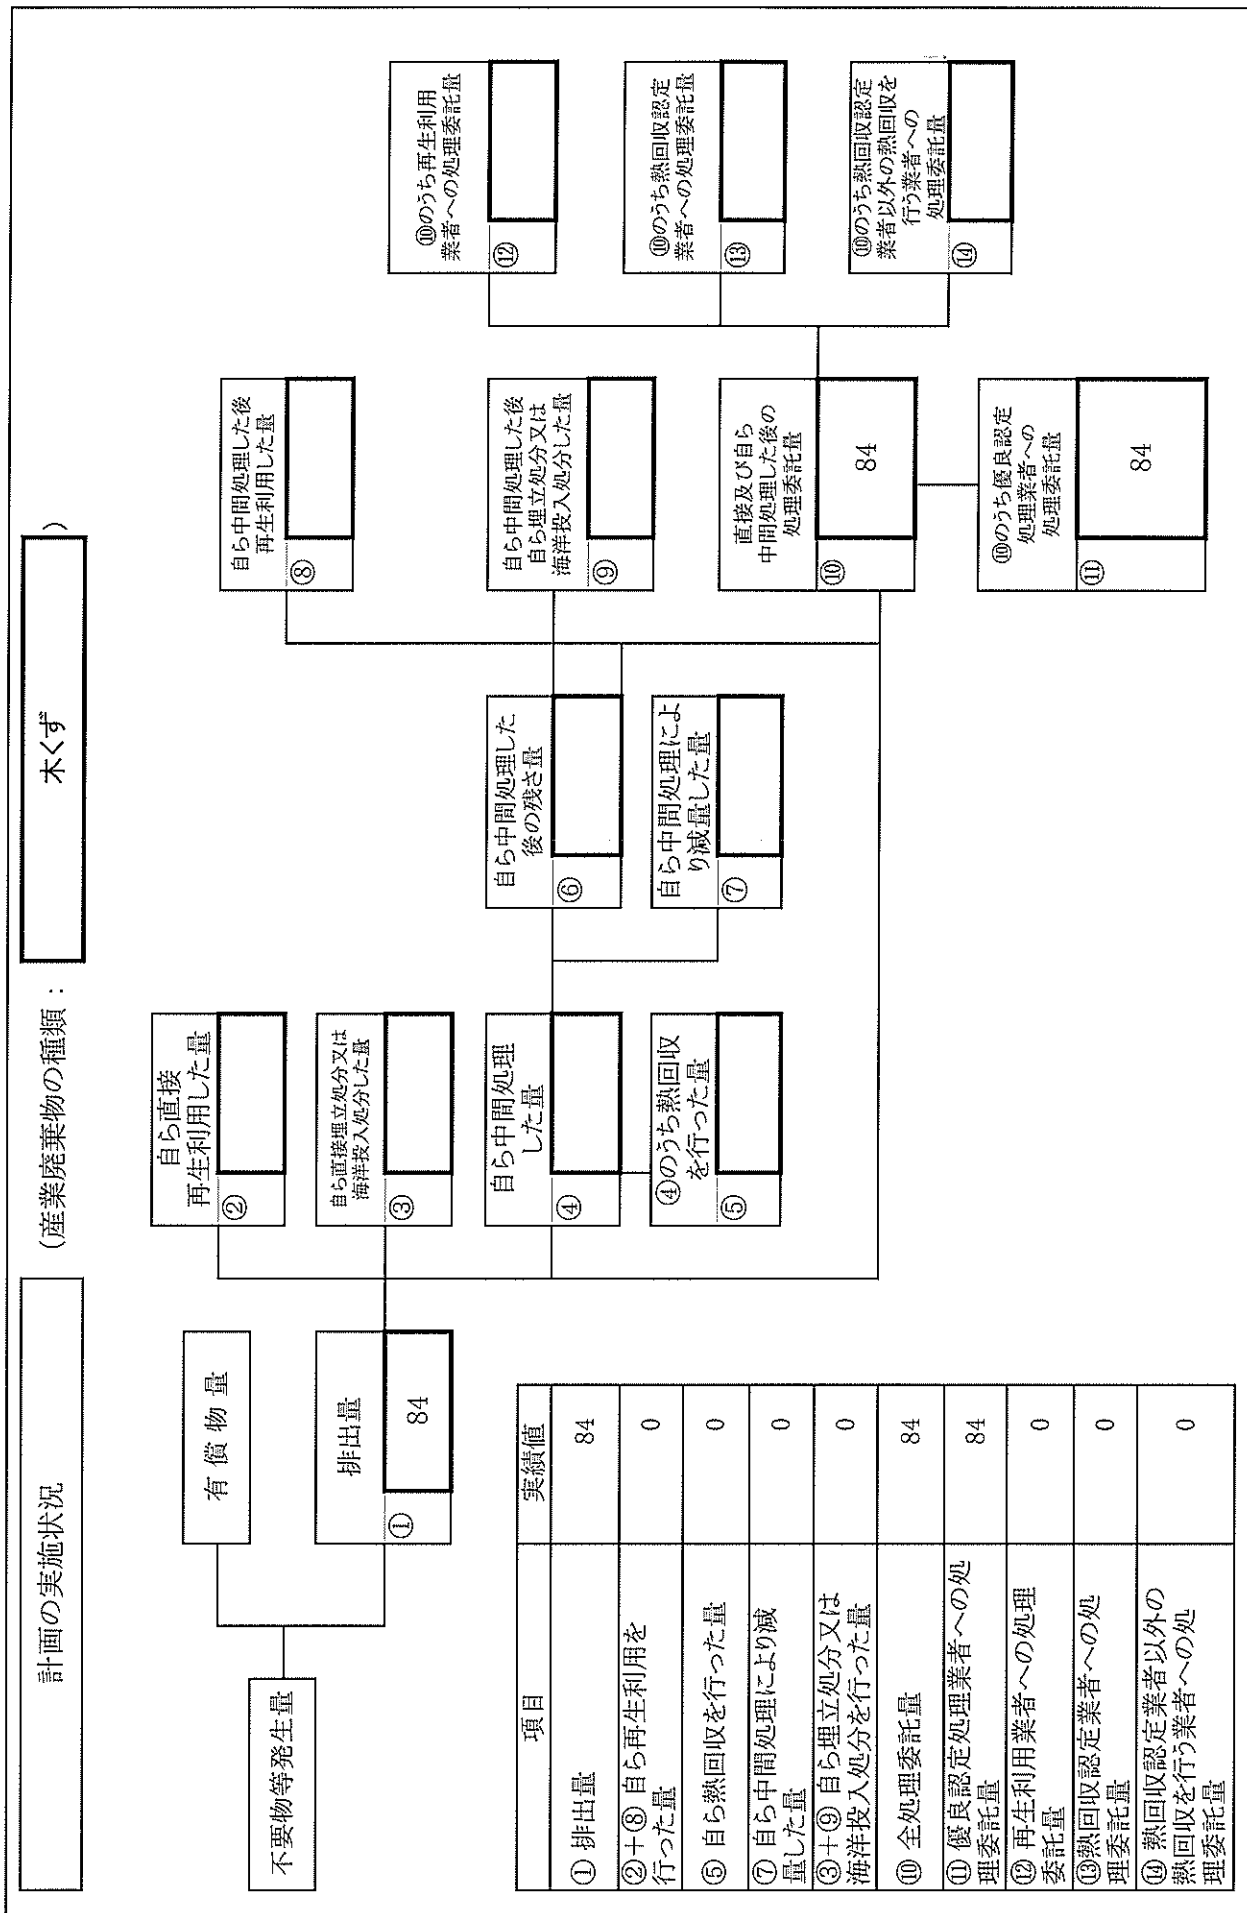 計画の実施状況
（産業廃棄物の種類：
木くず
）
不要物等発生量
有償物量
排出量
①
84
自ら直接
再生利用した量
②
自ら直接埋立処分又は
海洋投入処分した量
③
自ら中間処理
した量
④
④のうち熱回収
を行った量
⑤
自ら中間処理した
後の残さ量
⑥
自ら中間処理によ
り減量した量
⑦
自ら中間処理した後
再生利用した量
⑧
自ら中間処理した後
自ら埋立処分又は
海洋投入処分した量
⑨
直接及び自ら
中間処理した後の
処理委託量
⑩
84
⑩のうち優良認定
処理業者への
処理委託量
⑪
84
⑩のうち再生利用
業者への処理委託量
⑫
⑩のうち熱回収認定
業者への処理委託量
⑬
⑩のうち熱回収認定
業者以外の熱回収を
行う業者への
処理委託量
⑭
項目 実績値
①排出量 84
②＋⑧ 自ら再生利用を
行った量 0
⑤ 自ら熱回収を行った量 0
⑦ 自ら中間処理により減
量した量 0
③＋⑨ 自ら埋立処分又は
海洋投入処分を行った量 0
⑩ 全処理委託量 84
⑪ 優良認定処理業者への処
理委託量 84
⑫ 再生利用業者への処理
委託量 0
⑬熱回収認定業者への処
理委託量 0
⑭ 熱回収認定業者以外の
熱回収を行う業者への処
理委託量 0